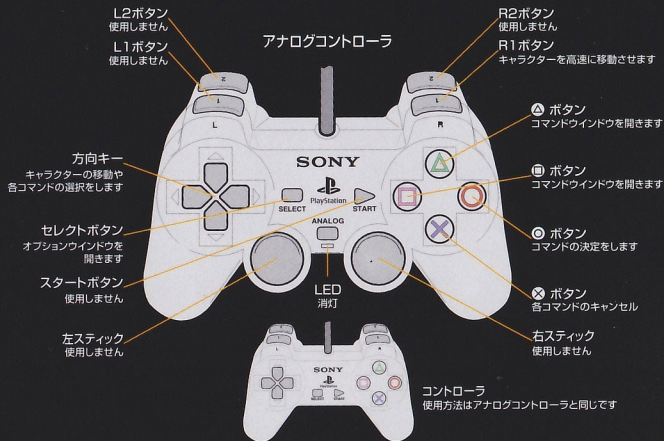 アナログコントローラ
L2ボタン
使用しません
L1ボタン
使用しません
方向キー
キャラクターの移動や
各コマンドの選択をします
セレクトボタン
オプションウインドウを
開きます
スタートボタン
使用しません
左スティック
使用しません
R2ボタン
使用しません
R1ボタン
キャラクターを高速に移動させます
△ ボタン
コマンドウインドウを開きます
□ ボタン
コマンドウインドウを開きます
○ ボタン
コマンドの決定をします
× ボタン
各コマンドのキャンセル
右スティック
使用しません
2
1
L
2
1
R
SONY
PlayStation
SELECT
START
ANALOG
LED
消灯
L
R
SONY
PlayStation
SELECT
START
コントローラ
使用方法はアナログコントローラと同じです